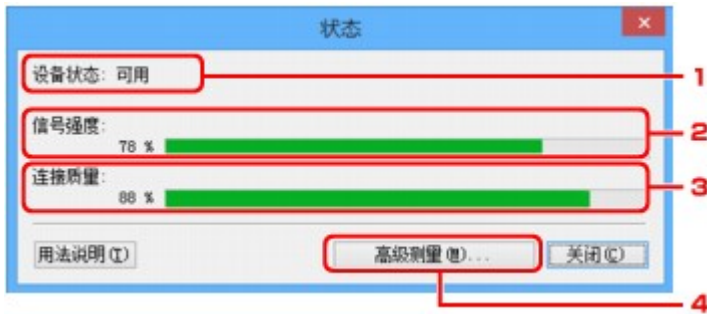 状态
设备状态: 可用
1
信号强度:
78 %
2
连接质量:
88 %
3
用法说明(I)
高级测量(M)...
关闭(C)
4